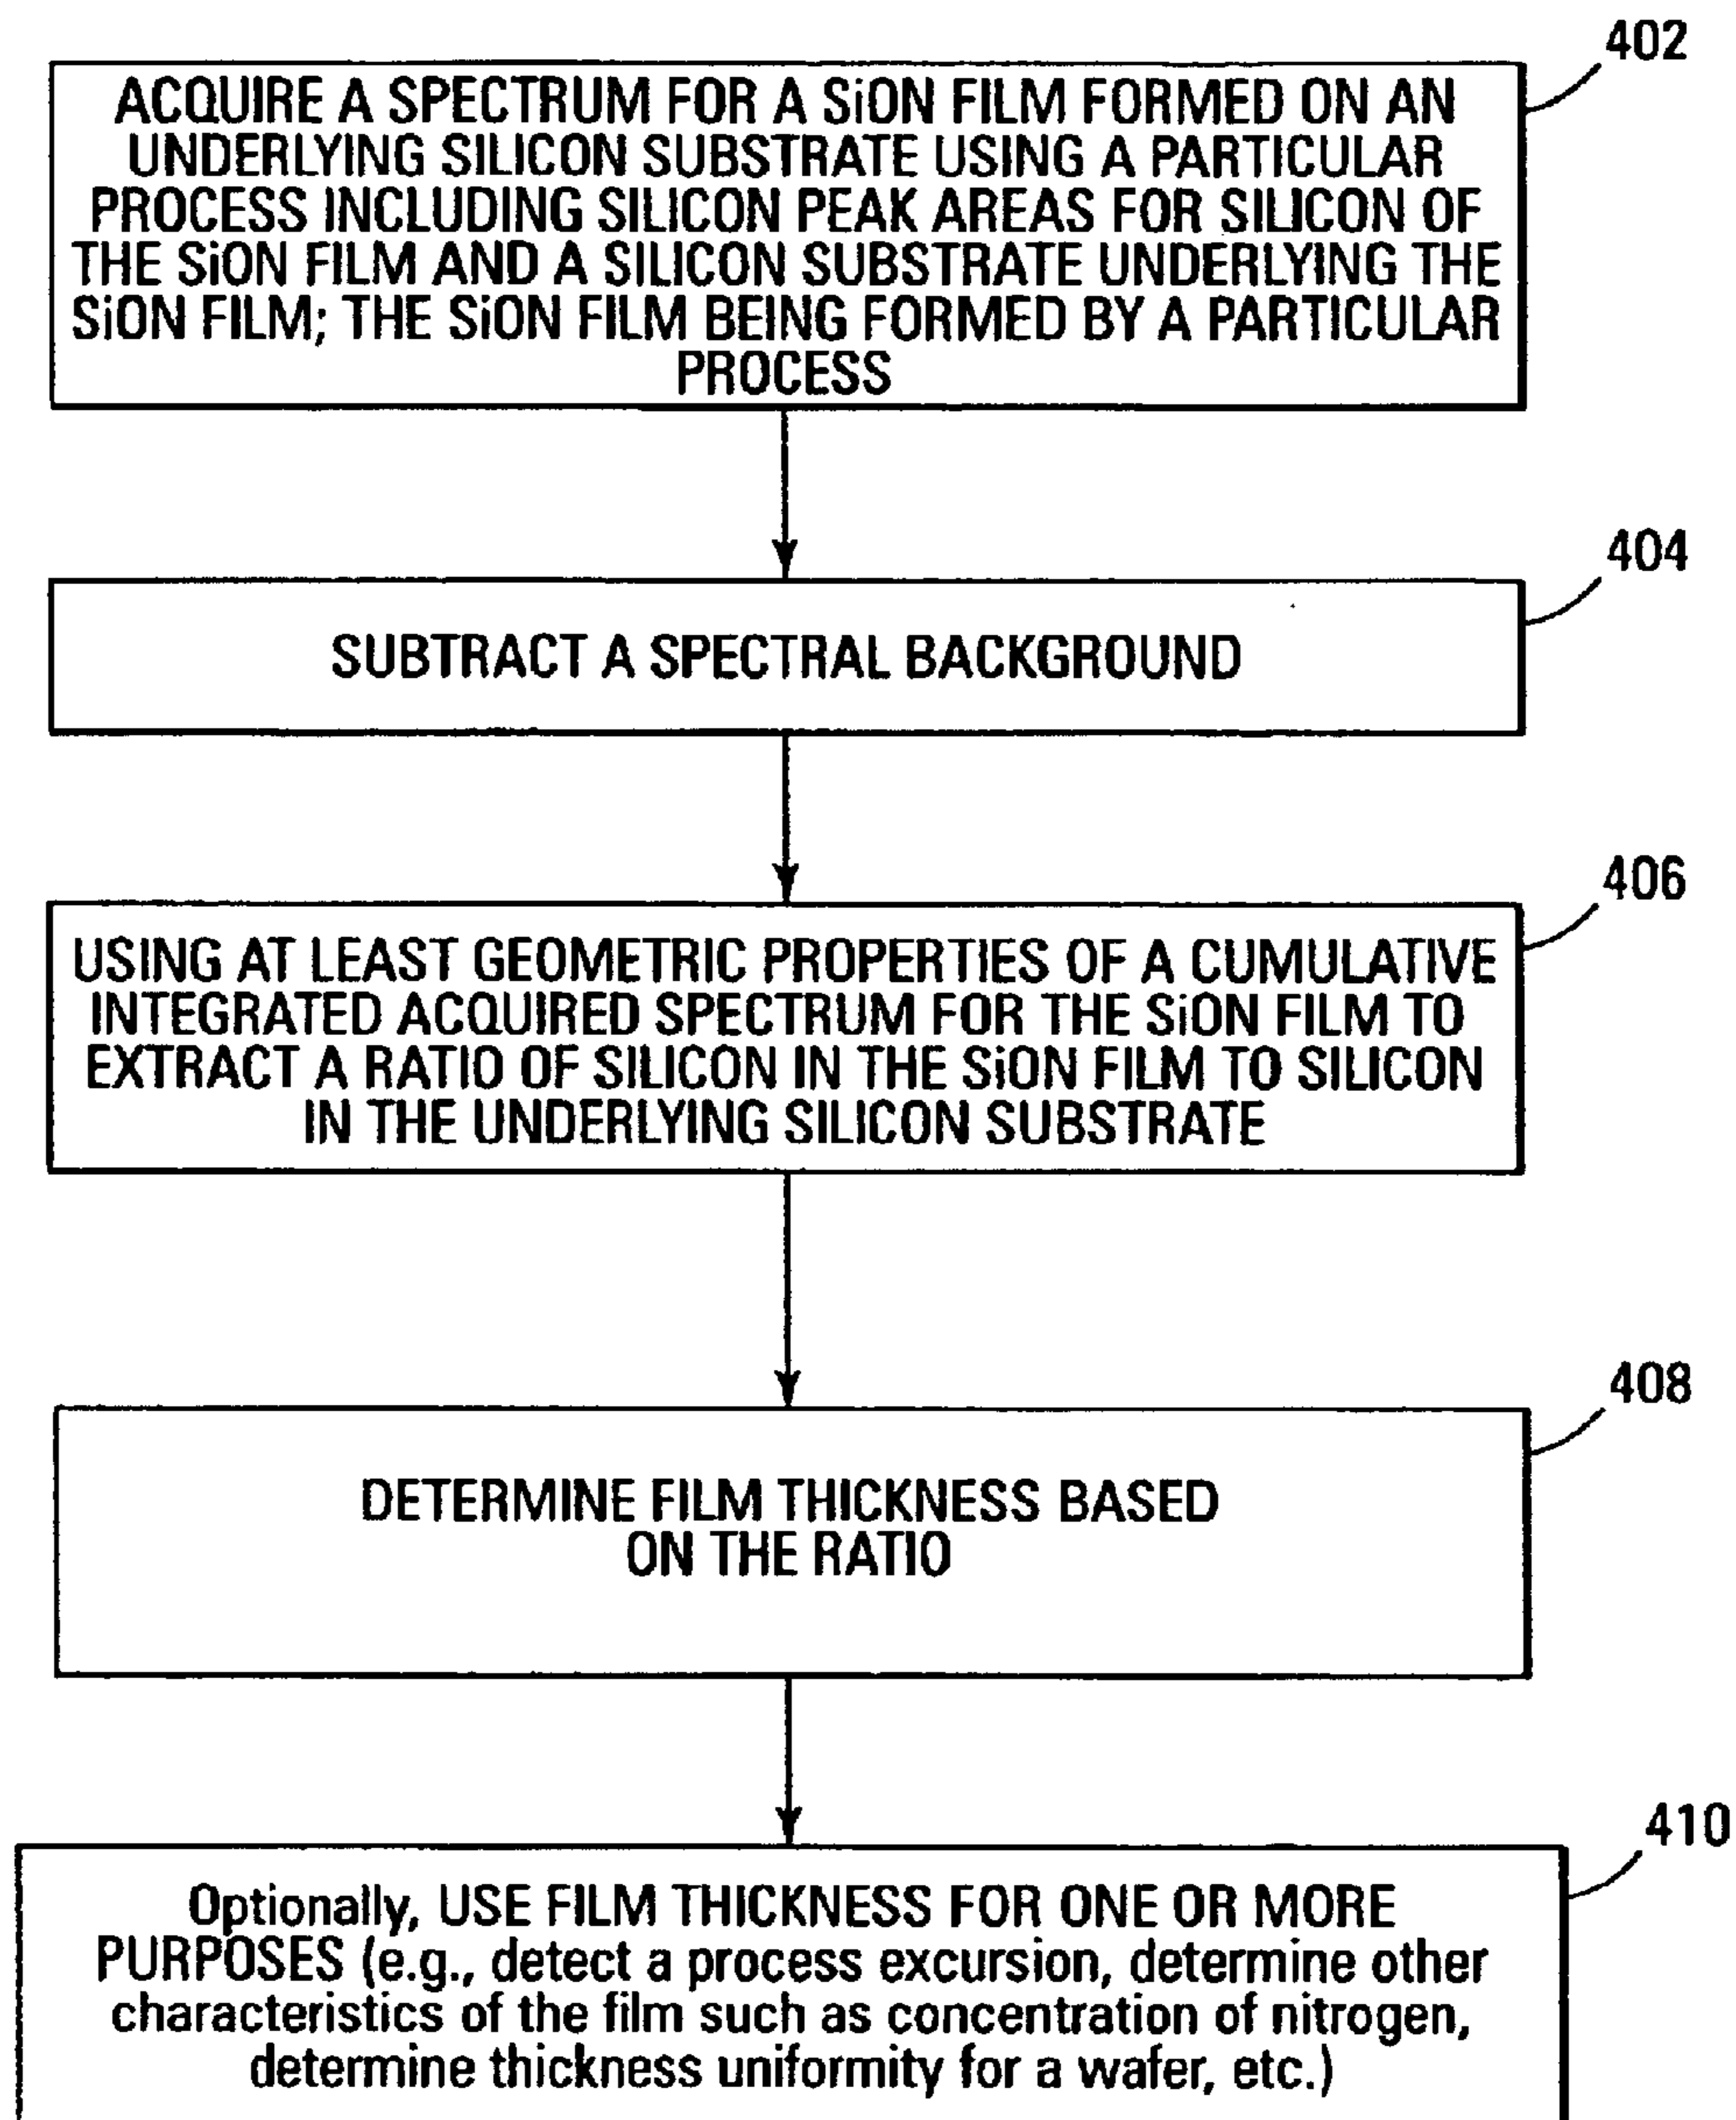 402
ACQUIRE A SPECTRUM FOR A SiON FILM FORMED ON AN
UNDERLYING SILICON SUBSTRATE USING A PARTICULAR
PROCESS INCLUDING SILICON PEAK AREAS FOR SILICON OF
THE SiON FILM AND A SILICON SUBSTRATE UNDERLYING THE
SiON FILM; THE SiON FILM BEING FORMED BY A PARTICULAR
PROCESS
404
SUBTRACT A SPECTRAL BACKGROUND
406
USING AT LEAST GEOMETRIC PROPERTIES OF A CUMULATIVE
INTEGRATED ACQUIRED SPECTRUM FOR THE SiON FILM TO
EXTRACT A RATIO OF SILICON IN THE SiON FILM TO SILICON
IN THE UNDERLYING SILICON SUBSTRATE
408
DETERMINE FILM THICKNESS BASED
ON THE RATIO
410
Optionally, USE FILM THICKNESS FOR ONE OR MORE
PURPOSES (e.g., detect a process excursion, determine other
characteristics of the film such as concentration of nitrogen,
determine thickness uniformity for a wafer, etc.)